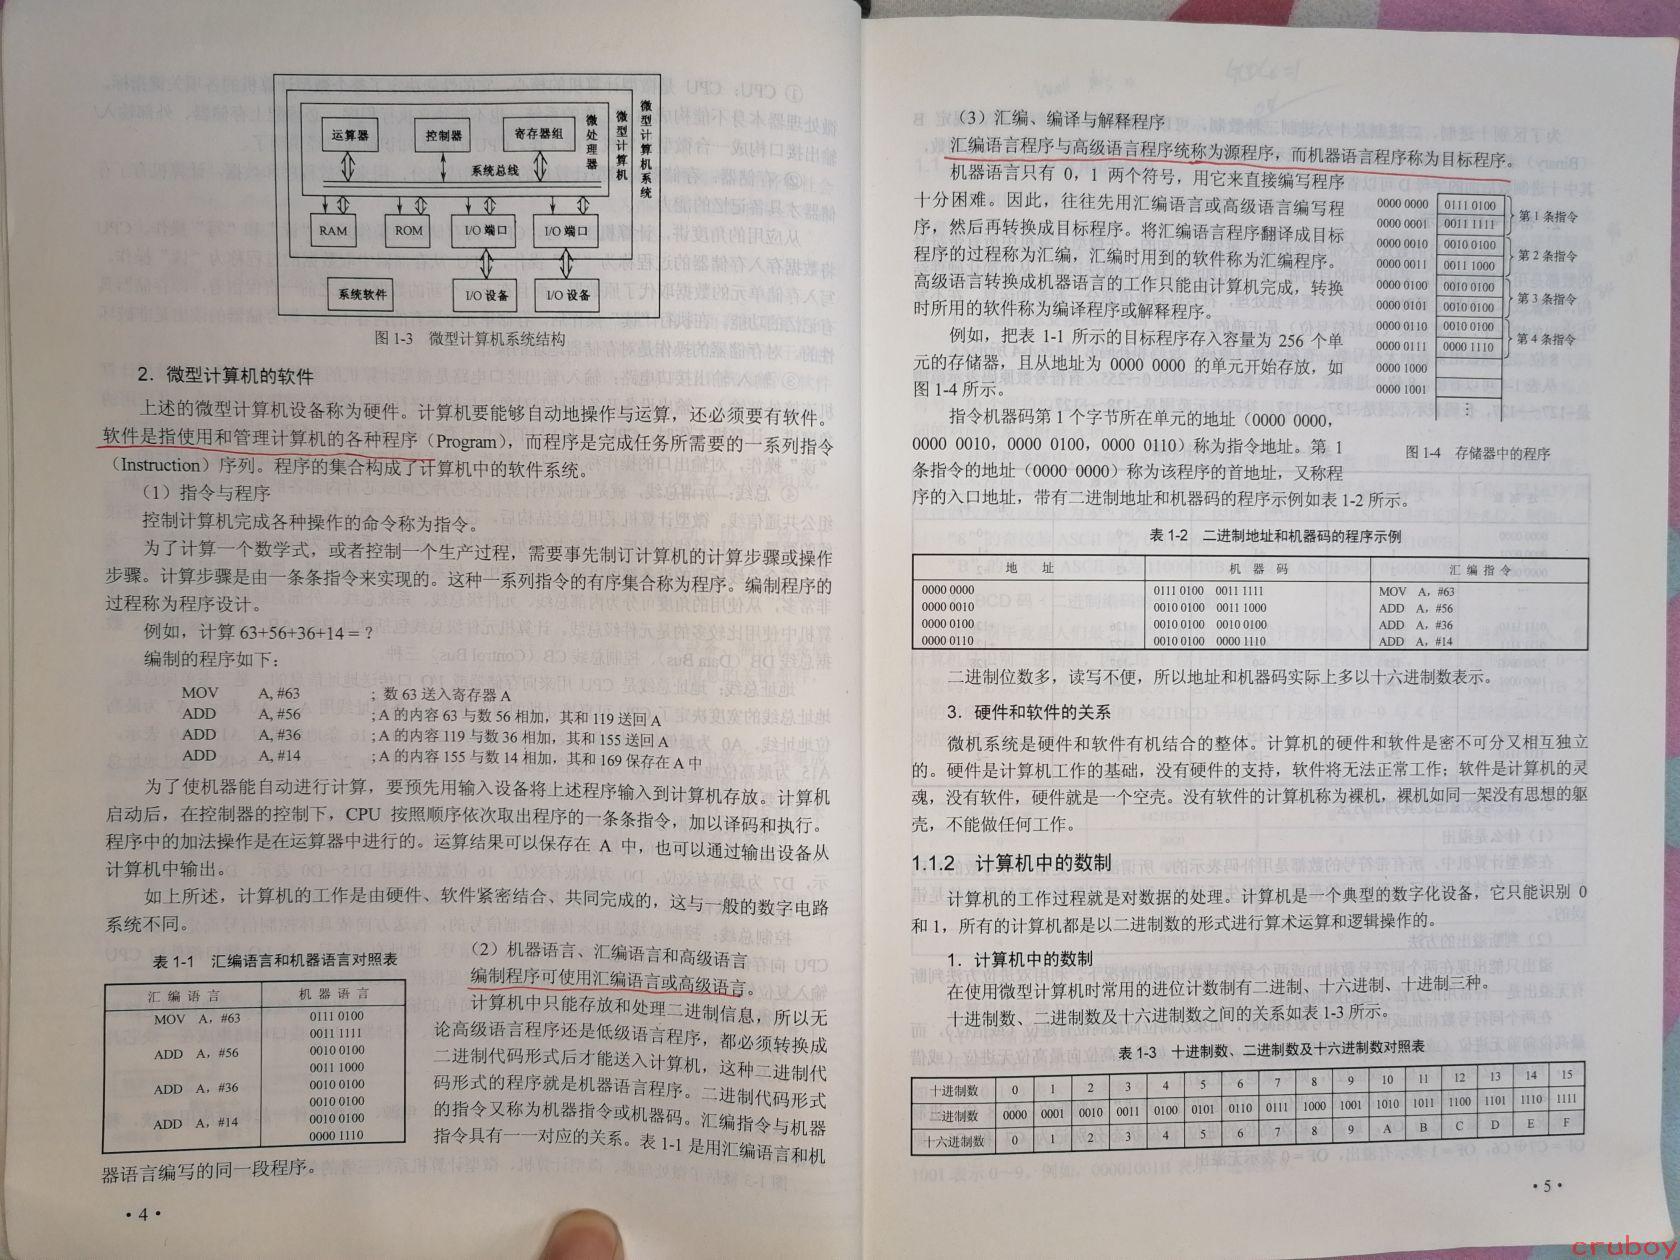 运算器 控制器 寄存器组
系统总线
RAM ROM I/O 端口 I/O 端口
系统软件 I/O 设备 I/O 设备
微处理器
微型计算机
微型计算机系统
图 1-3 微型计算机系统结构
2．微型计算机的软件
上述的微型计算机设备称为硬件。计算机要能够自动地操作与运算，还必须要有软件。
软件是指使用和管理计算机的各种程序（Program），而程序是完成任务所需要的一系列指令
（Instruction）序列。程序的集合构成了计算机中的软件系统。
（1）指令与程序
控制计算机完成各种操作的命令称为指令。
为了计算一个数学式，或者控制一个生产过程，需要事先制订计算机的计算步骤或操作
步骤。计算步骤是由一条条指令来实现的。这种一系列指令的有序集合称为程序。编制程序的
过程称为程序设计。
例如，计算 63+56+36+14 =？
编制的程序如下：
MOV A, #63 ；数 63 送入寄存器 A
ADD A, #56 ；A 的内容 63 与数 56 相加，其和 119 送回 A
ADD A, #36 ；A 的内容 119 与数 36 相加，其和 155 送回 A
ADD A, #14 ；A 的内容 155 与数 14 相加，其和 169 保存在 A 中
为了使机器能自动进行计算，要预先用输入设备将上述程序输入到计算机存放。计算机
启动后，在控制器的控制下，CPU 按照顺序依次取出程序的一条条指令，加以译码和执行。
程序中的加法操作是在运算器中进行的。运算结果可以保存在 A 中，也可以通过输出设备从
计算机中输出。
如上所述，计算机的工作是由硬件、软件紧密结合、共同完成的，这与一般的数字电路
系统不同。
表 1-1 汇编语言和机器语言对照表
汇编语言 机器语言
MOV A，#63 0111 0100
0011 1111
ADD A，#56 0010 0100
0011 1000
ADD A，#36 0010 0100
0010 0100
ADD A，#14 0010 0100
0000 1110
（2）机器语言、汇编语言和高级语言
编制程序可使用汇编语言或高级语言。
计算机中只能存放和处理二进制信息，所以无
论高级语言程序还是低级语言程序，都必须转换成
二进制代码形式后才能送入计算机，这种二进制代
码形式的程序就是机器语言程序。二进制代码形式
的指令又称为机器指令或机器码。汇编指令与机器
指令具有一一对应的关系。表 1-1 是用汇编语言和机
器语言编写的同一段程序。
·4·
（3）汇编、编译与解释程序
汇编语言程序与高级语言程序统称为源程序，而机器语言程序称为目标程序。
机器语言只有 0，1 两个符号，用它来直接编写程序
十分困难。因此，往往先用汇编语言或高级语言编写程
序，然后再转换成目标程序。将汇编语言程序翻译成目标
程序的过程称为汇编，汇编时用到的软件称为汇编程序。
高级语言转换成机器语言的工作只能由计算机完成，转换
时所用的软件称为编译程序或解释程序。
例如，把表 1-1 所示的目标程序存入容量为 256 个单
元的存储器，且从地址为 0000 0000 的单元开始存放，如
图 1-4 所示。
指令机器码第 1 个字节所在单元的地址（0000 0000，
0000 0010，0000 0100，0000 0110）称为指令地址。第 1
条指令的地址（0000 0000）称为该程序的首地址，又称程
序的入口地址，带有二进制地址和机器码的程序示例如表 1-2 所示。
0000 0000 0111 0100 第 1 条指令
0000 0001 0011 1111
0000 0010 0010 0100 第 2 条指令
0000 0011 0011 1000
0000 0100 0010 0100 第 3 条指令
0000 0101 0010 0100
0000 0110 0010 0100 第 4 条指令
0000 0111 0000 1110
0000 1000
0000 1001
⋮
图 1-4 存储器中的程序
表 1-2 二进制地址和机器码的程序示例
地址 机器码 汇编指令
0000 0000 0111 0100 0011 1111 MOV A，#63
0000 0010 0010 0100 0011 1000 ADD A，#56
0000 0100 0010 0100 0010 0100 ADD A，#36
0000 0110 0010 0100 0000 1110 ADD A，#14
二进制位数多，读写不便，所以地址和机器码实际上多以十六进制数表示。
3．硬件和软件的关系
微机系统是硬件和软件有机结合的整体。计算机的硬件和软件是密不可分又相互独立
的。硬件是计算机工作的基础，没有硬件的支持，软件将无法正常工作；软件是计算机的灵
魂，没有软件，硬件就是一个空壳。没有软件的计算机称为裸机，裸机如同一架没有思想的躯
壳，不能做任何工作。
1.1.2 计算机中的数制
计算机的工作过程就是对数据的处理。计算机是一个典型的数字化设备，它只能识别 0
和 1，所有的计算机都是以二进制数的形式进行算术运算和逻辑操作的。
1．计算机中的数制
在使用微型计算机时常用的进位计数制有二进制、十六进制、十进制三种。
十进制数、二进制数及十六进制数之间的关系如表 1-3 所示。
表 1-3 十进制数、二进制数及十六进制数对照表
十进制数 0 1 2 3 4 5 6 7 8 9 10 11 12 13 14 15
二进制数 0000 0001 0010 0011 0100 0101 0110 0111 1000 1001 1010 1011 1100 1101 1110 1111
十六进制数 0 1 2 3 4 5 6 7 8 9 A B C D E F
·5·
cruboy